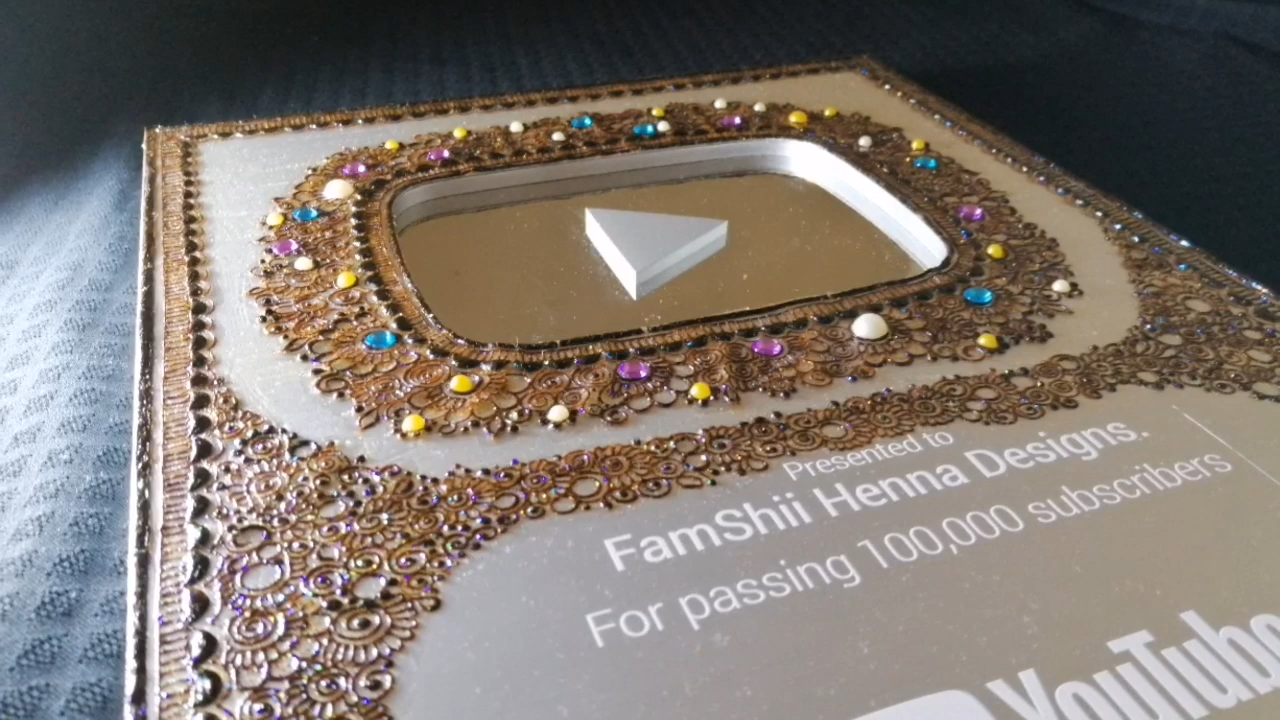 Presented to
FamShii Henna Designs.
For passing 100,000 subscribers
YouTube